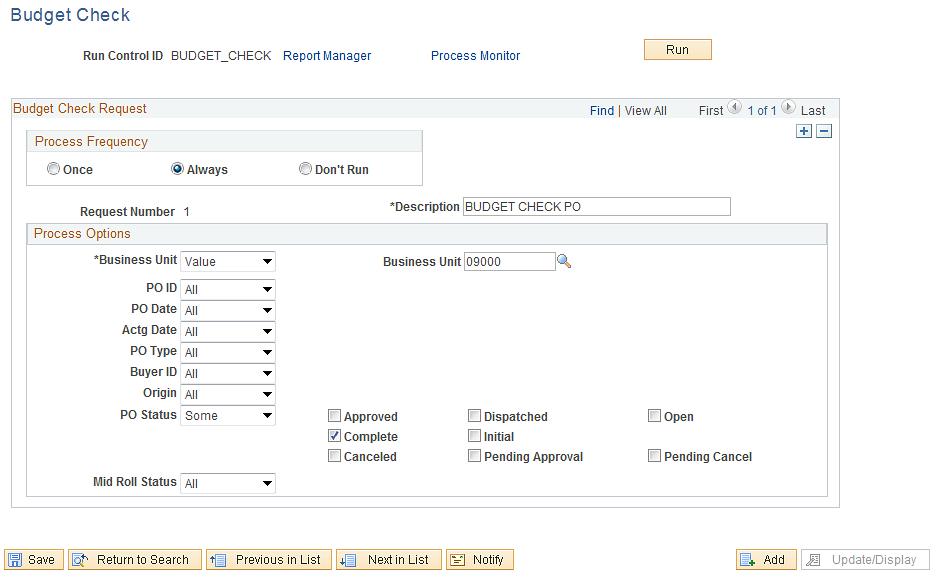 Budget Check
Run Control ID BUDGET_CHECK Report Manager Process Monitor Run
Budget Check Request Find | View All First 1 of 1 Last
Process Frequency
Once Always Don't Run
Request Number 1 *Description BUDGET CHECK PO
Process Options
*Business Unit Value Business Unit 09000
PO ID All
PO Date All
Actg Date All
PO Type All
Buyer ID All
Origin All
PO Status Some Approved Dispatched Open
Complete Initial
Canceled Pending Approval Pending Cancel
Mid Roll Status All
Save Return to Search Previous in List Next in List Notify Add Update/Display